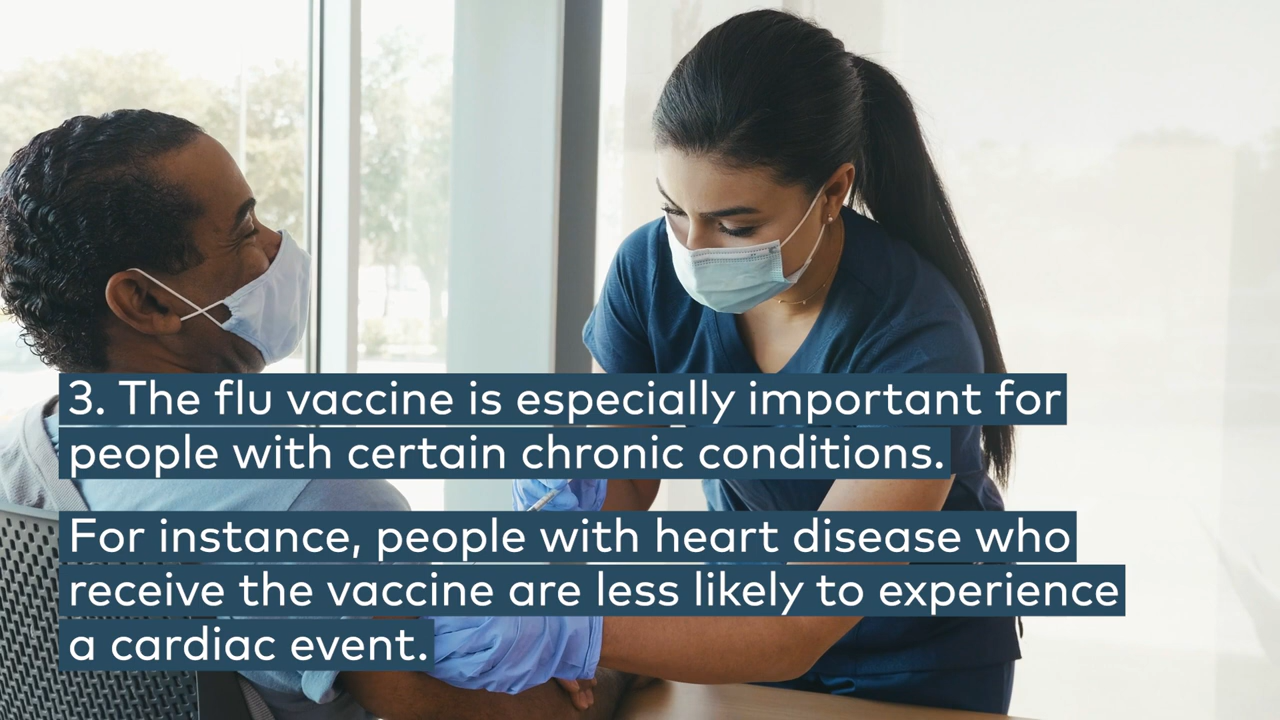 3. The flu vaccine is especially important for
people with certain chronic conditions.
For instance, people with heart disease who
receive the vaccine are less likely to experience
a cardiac event.